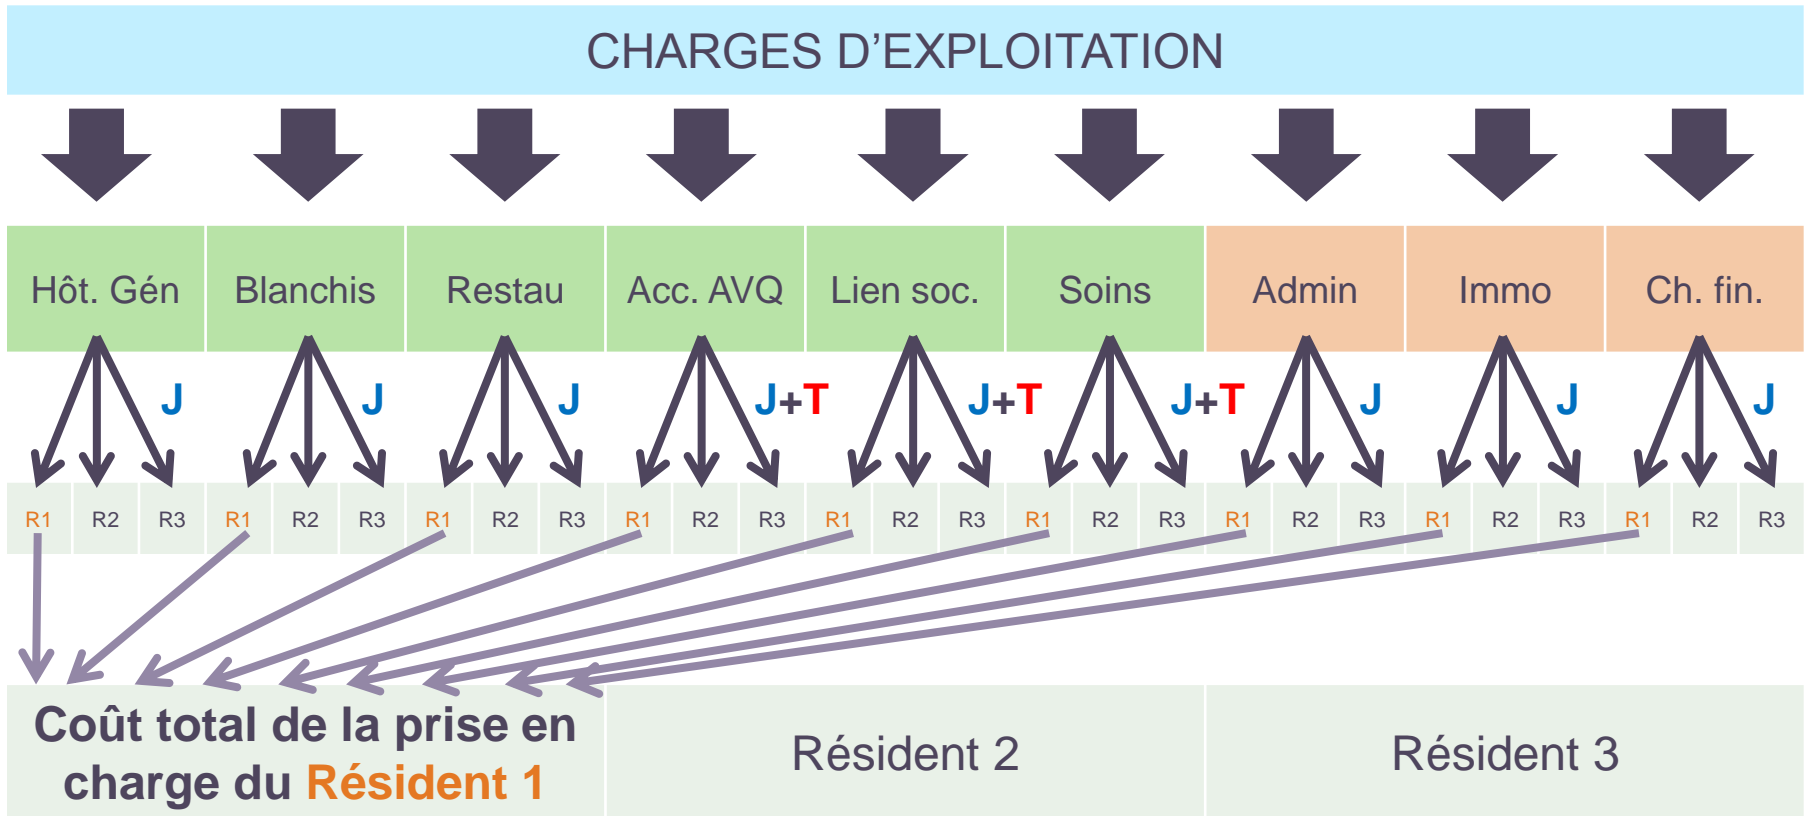 CHARGES D’EXPLOITATION
Hôt. Gén Blanchis Restau Acc. AVQ Lien soc. Soins Admin Immo Ch. fin.
J J J J+T J+T J+T J J J
R1 R2 R3 R1 R2 R3 R1 R2 R3 R1 R2 R3 R1 R2 R3 R1 R2 R3 R1 R2 R3 R1 R2 R3 R1 R2 R3
Coût total de la prise en
charge du Résident 1
Résident 2
Résident 3